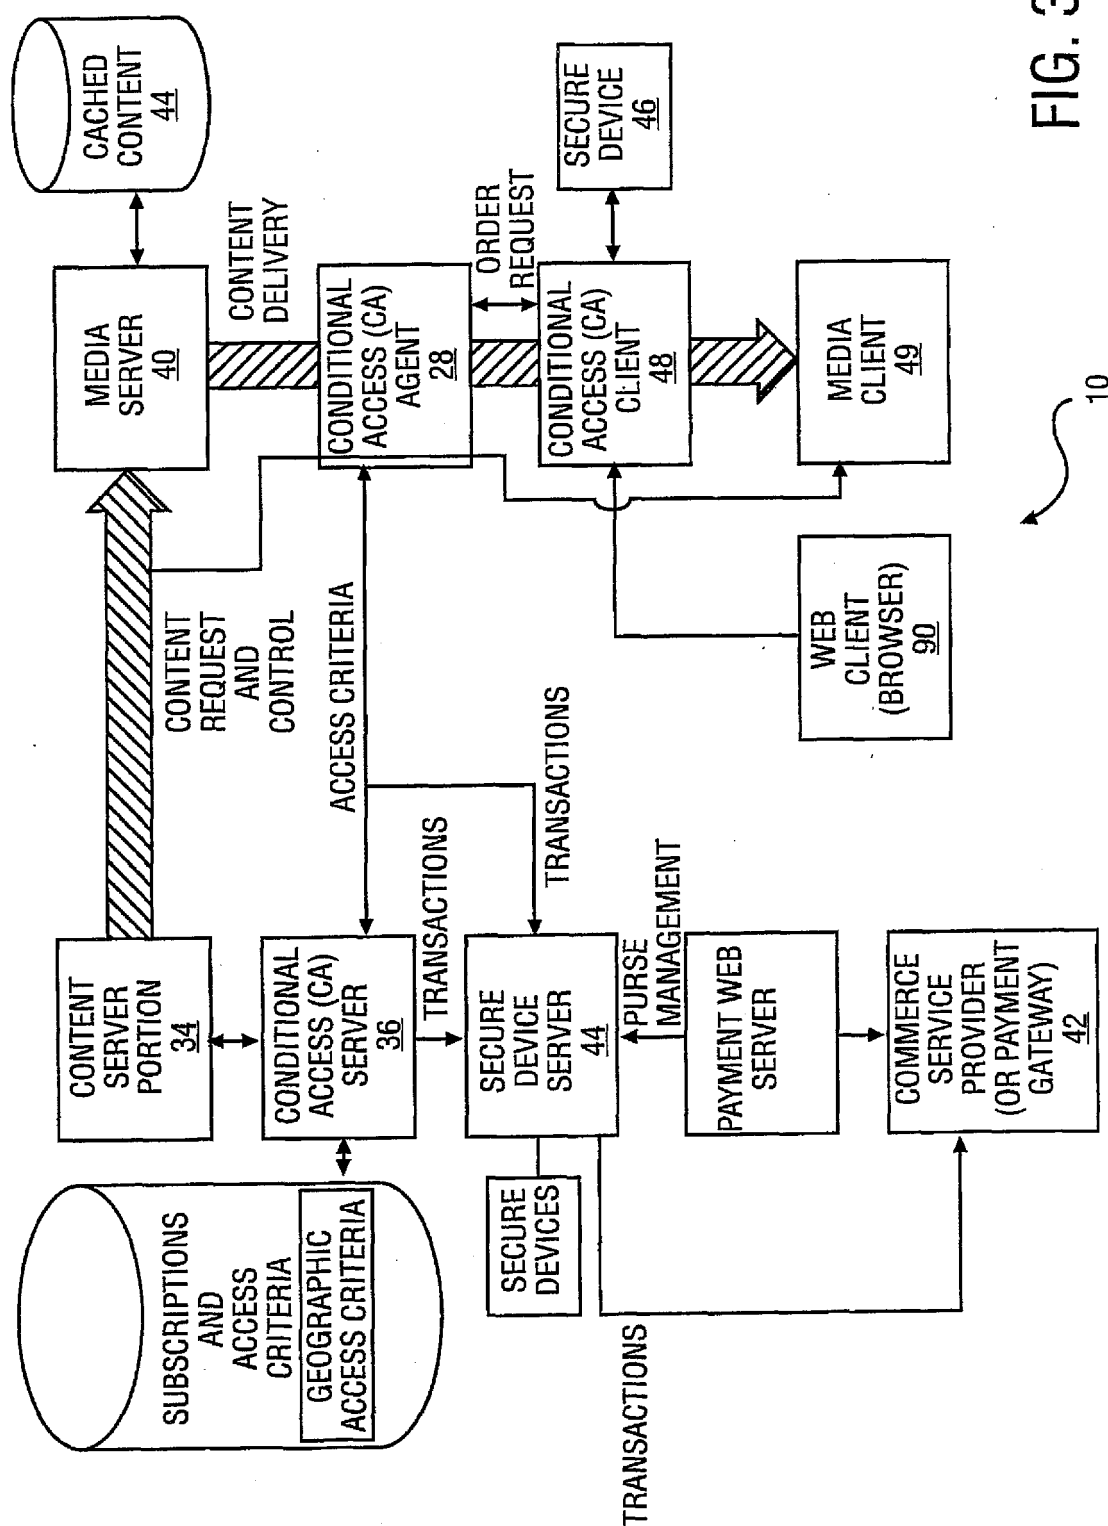 SUBSCRIPTIONS
AND
ACCESS
CRITERIA
GEOGRAPHIC
ACCESS CRITERIA
CONTENT
SERVER
PORTION
34
CONDITIONAL
ACCESS (CA)
SERVER
36
TRANSACTIONS
SECURE
DEVICE
SERVER
44
SECURE
DEVICES
TRANSACTIONS
PURSE
MANAGEMENT
PAYMENT WEB
SERVER
COMMERCE
SERVICE
PROVIDER
(OR PAYMENT
GATEWAY)
42
CONTENT
REQUEST
AND
CONTROL
ACCESS CRITERIA
TRANSACTIONS
MEDIA
SERVER
40
CACHED
CONTENT
44
CONTENT
DELIVERY
CONDITIONAL
ACCESS (CA)
AGENT
28
ORDER
REQUEST
CONDITIONAL
ACCESS (CA)
CLIENT
48
SECURE
DEVICE
46
MEDIA
CLIENT
49
WEB
CLIENT
(BROWSER)
90
10
FIG. 3